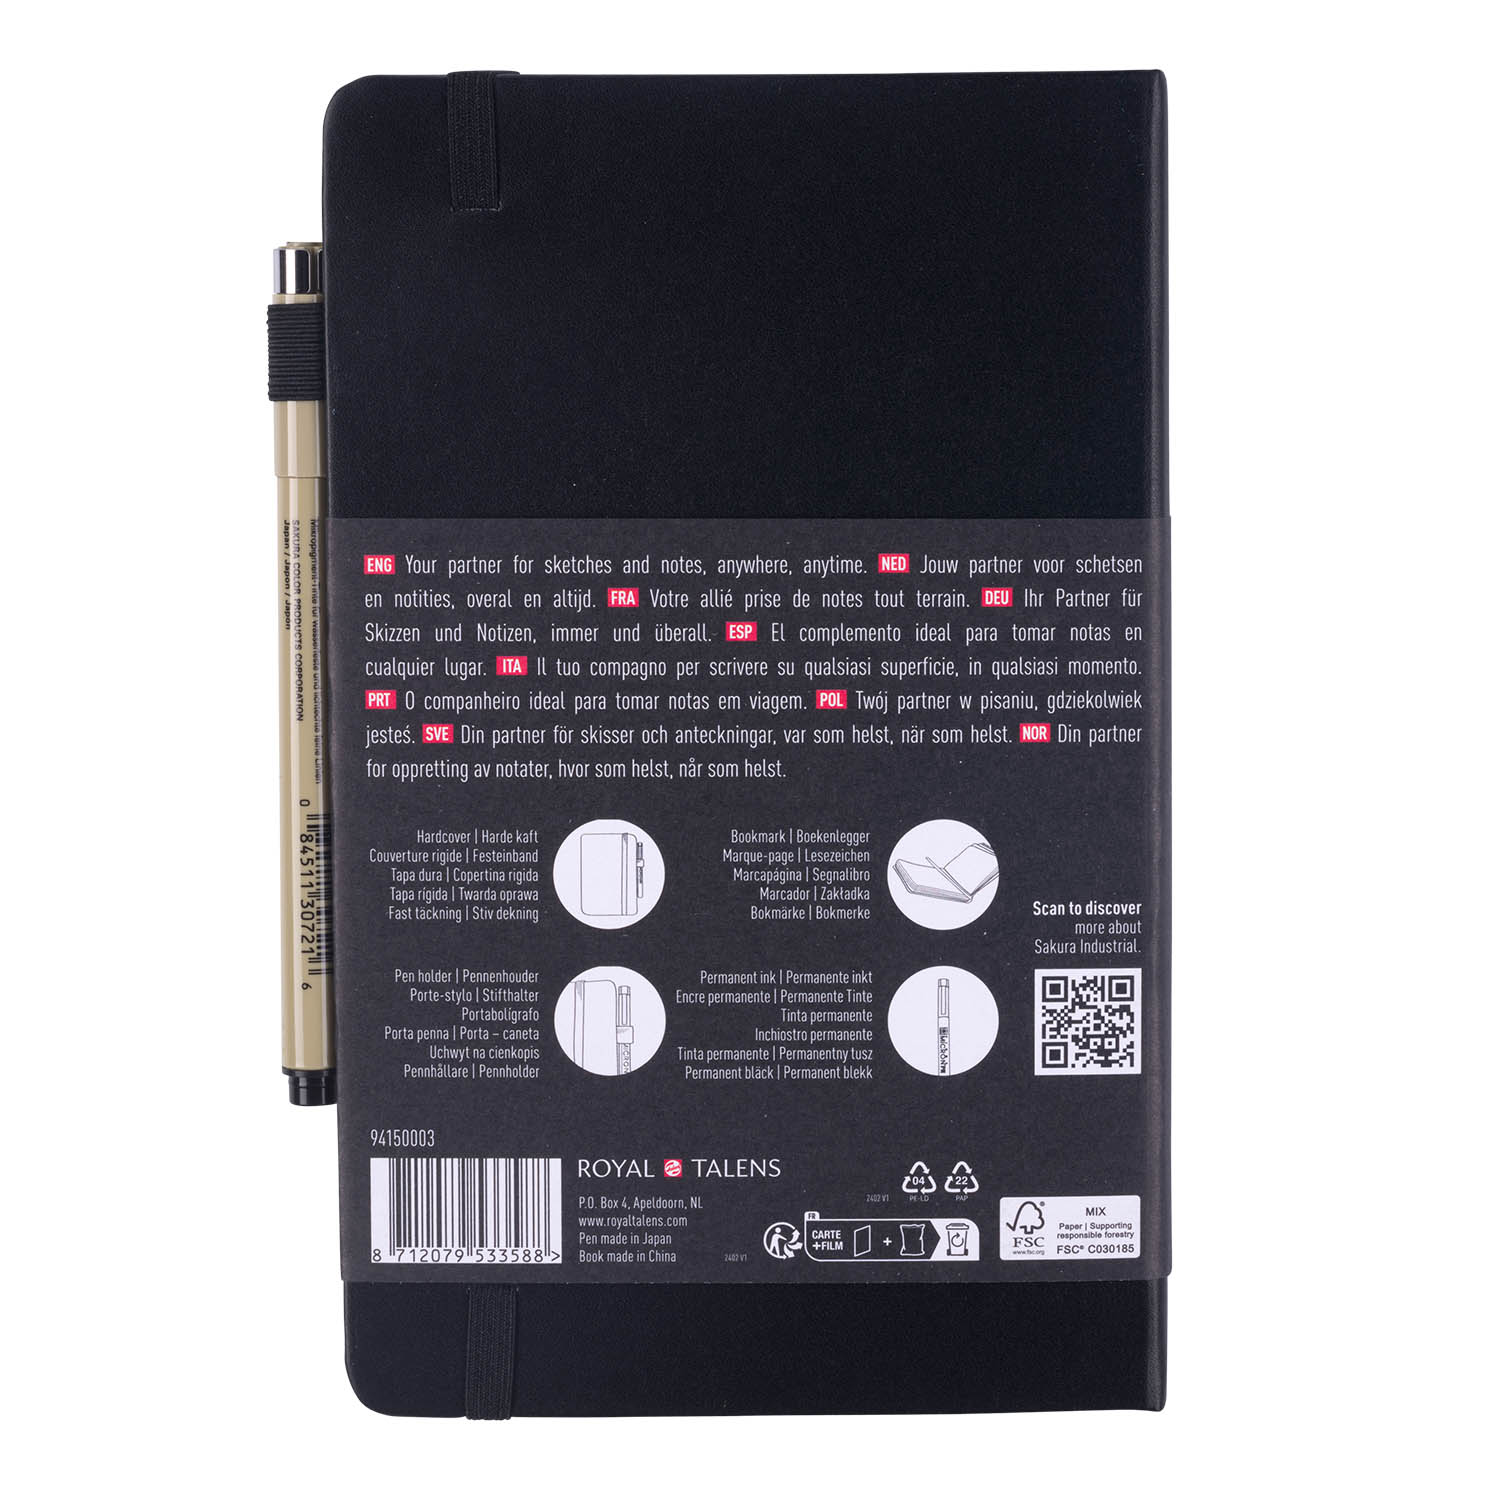 ENG Your partner for sketches and notes, anywhere, anytime. NED Jouw partner voor schetsen
en notities, overal en altijd. FRA Votre allié prise de notes tout terrain. DEU Ihr Partner für
Skizzen und Notizen, immer und überall. ESP El complemento ideal para tomar notas en
cualquier lugar. ITA Il tuo compagno per scrivere su qualsiasi superficie, in qualsiasi momento.
PRT O companheiro ideal para tomar notas em viagem. POL Twój partner w pisaniu, gdziekolwiek
jesteś. SVE Din partner för skisser och anteckningar, var som helst, när som helst. NOR Din partner
for oppretting av notater, hvor som helst, når som helst.
Hardcover | Harde kaft
Couverture rigide | Festeinband
Tapa dura | Copertina rigida
Tapa rígida | Twarda oprawa
Fast täckning | Stiv dekning
Bookmark | Boekenlegger
Marque-page | Lesezeichen
Marcapágina | Segnalibro
Marcador | Zakładka
Bokmärke | Bokmerke
Pen holder | Pennenhouder
Porte-stylo | Stifthalter
Portabolígrafo
Porta penna | Porta – caneta
Uchwyt na cienkopis
Pennhållare | Pennholder
Permanent ink | Permanente inkt
Encre permanente | Permanente Tinte
Tinta permanente
Inchiostro permanente
Tinta permanente | Permanentny tusz
Permanent bläck | Permanent blekk
Scan to discover
more about
Sakura Industrial.
94150003
8 712079 533588 >
ROYAL TALENS
P.O. Box 4, Apeldoorn, NL
www.royaltalens.com
Pen made in Japan
Book made in China
2402 V1
2402 V1
04
PE-LD
22
PAP
FR
CARTE
+FILM
+
FSC
www.fsc.org
MIX
Paper | Supporting
responsible forestry
FSC® C030185
SAKURA COLOR PRODUCTS CORPORATION
Japan / Japon / Japón
0 84511 30721 6